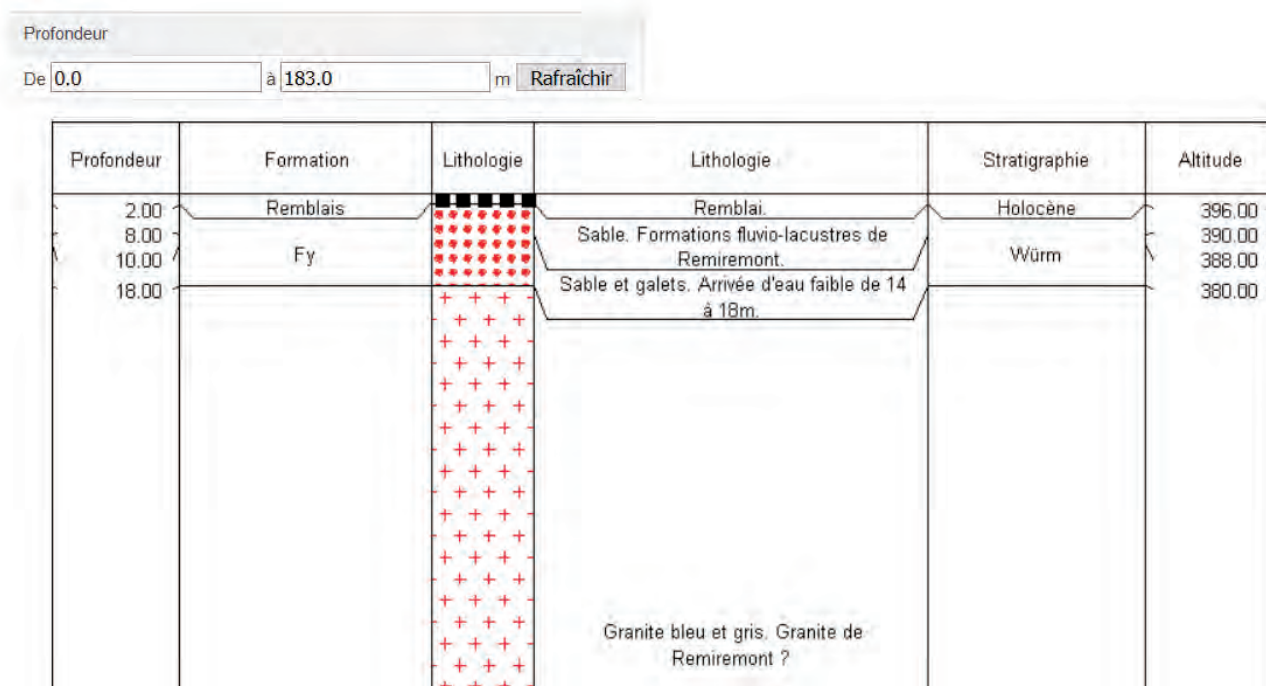 Profondeur
De 0.0 à 183.0 m Rafraîchir
Profondeur Formation Lithologie Lithologie Stratigraphie Altitude
2.00 Remblais Remblai. Holocène 396.00
8.00 Sable. Formations fluvio-lacustres de 390.00
10.00 Fy Remiremont. Würm 388.00
18.00 Sable et galets. Arrivée d'eau faible de 14 380.00
à 18m.
Granite bleu et gris. Granite de
Remiremont ?